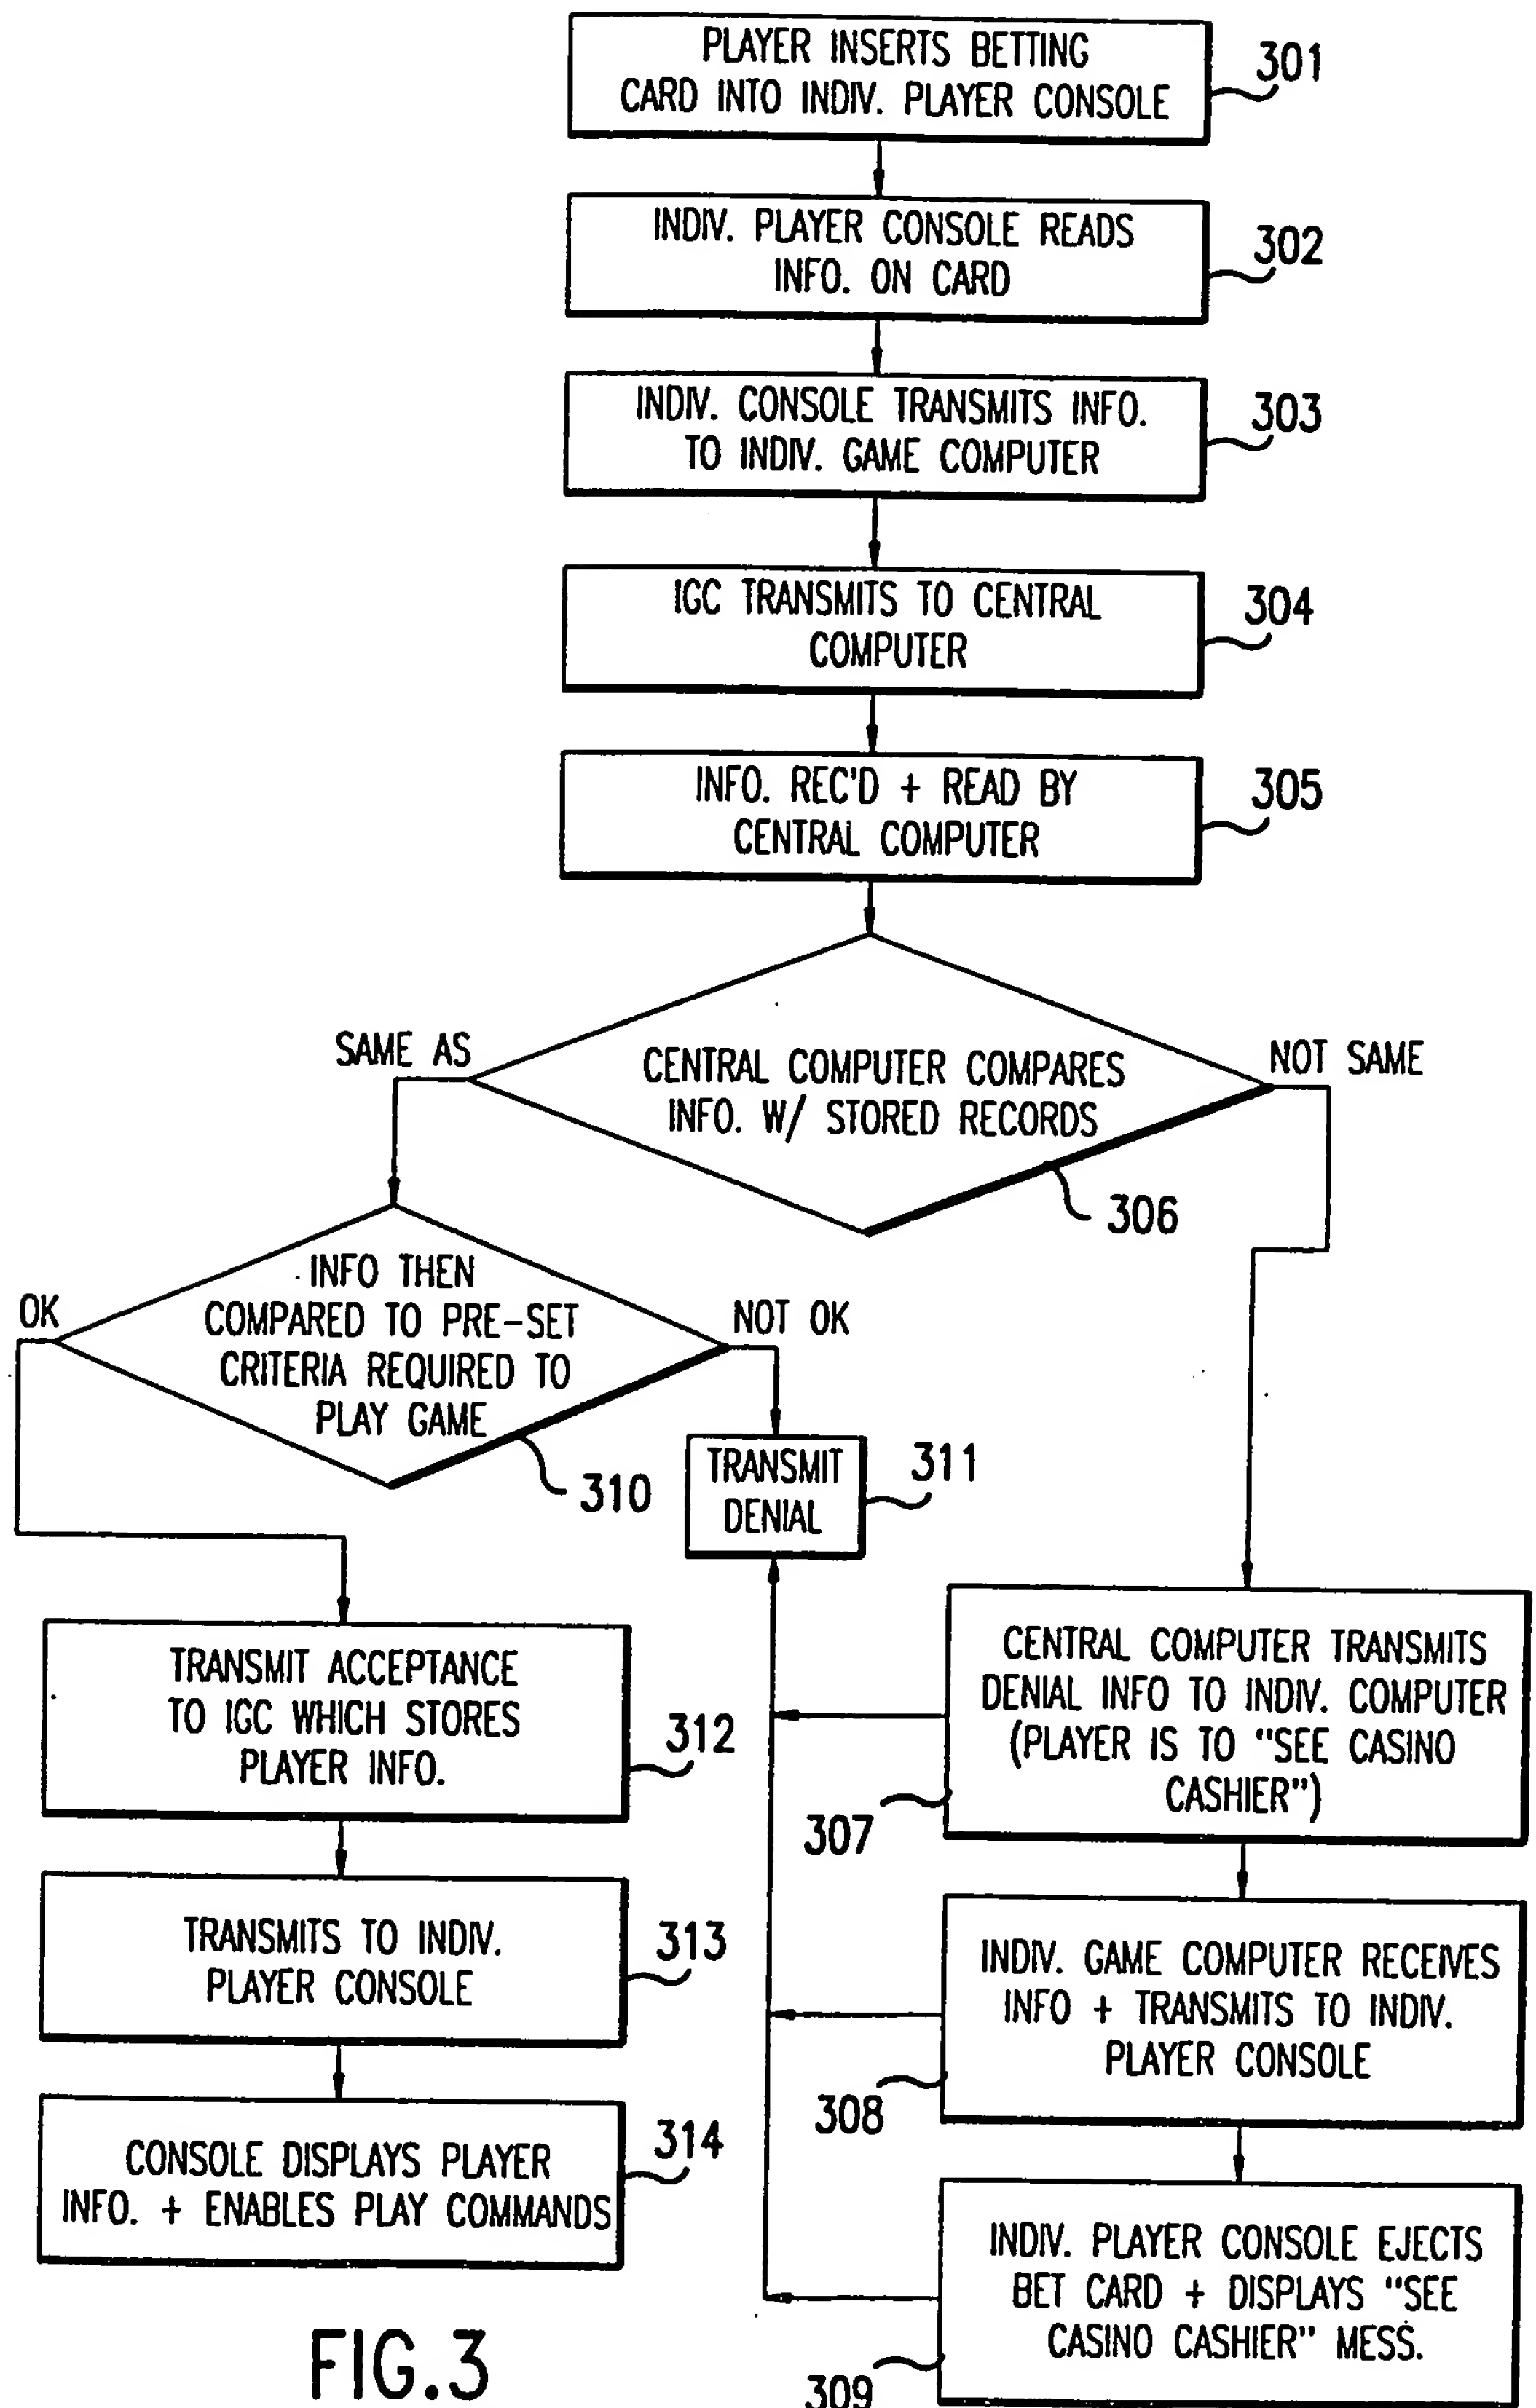 PLAYER INSERTS BETTING
CARD INTO INDIV. PLAYER CONSOLE
301
INDIV. PLAYER CONSOLE READS
INFO. ON CARD
302
INDIV. CONSOLE TRANSMITS INFO.
TO INDIV. GAME COMPUTER
303
IGC TRANSMITS TO CENTRAL
COMPUTER
304
INFO. REC'D + READ BY
CENTRAL COMPUTER
305
SAME AS
CENTRAL COMPUTER COMPARES
INFO. W/ STORED RECORDS
NOT SAME
306
OK
INFO THEN
COMPARED TO PRE-SET
CRITERIA REQUIRED TO
PLAY GAME
NOT OK
310
TRANSMIT
DENIAL
311
TRANSMIT ACCEPTANCE
TO IGC WHICH STORES
PLAYER INFO.
312
CENTRAL COMPUTER TRANSMITS
DENIAL INFO TO INDIV. COMPUTER
(PLAYER IS TO "SEE CASINO
CASHIER")
307
TRANSMITS TO INDIV.
PLAYER CONSOLE
313
INDIV. GAME COMPUTER RECEIVES
INFO + TRANSMITS TO INDIV.
PLAYER CONSOLE
308
CONSOLE DISPLAYS PLAYER
INFO. + ENABLES PLAY COMMANDS
314
INDIV. PLAYER CONSOLE EJECTS
BET CARD + DISPLAYS "SEE
CASINO CASHIER" MESS.
309
FIG.3